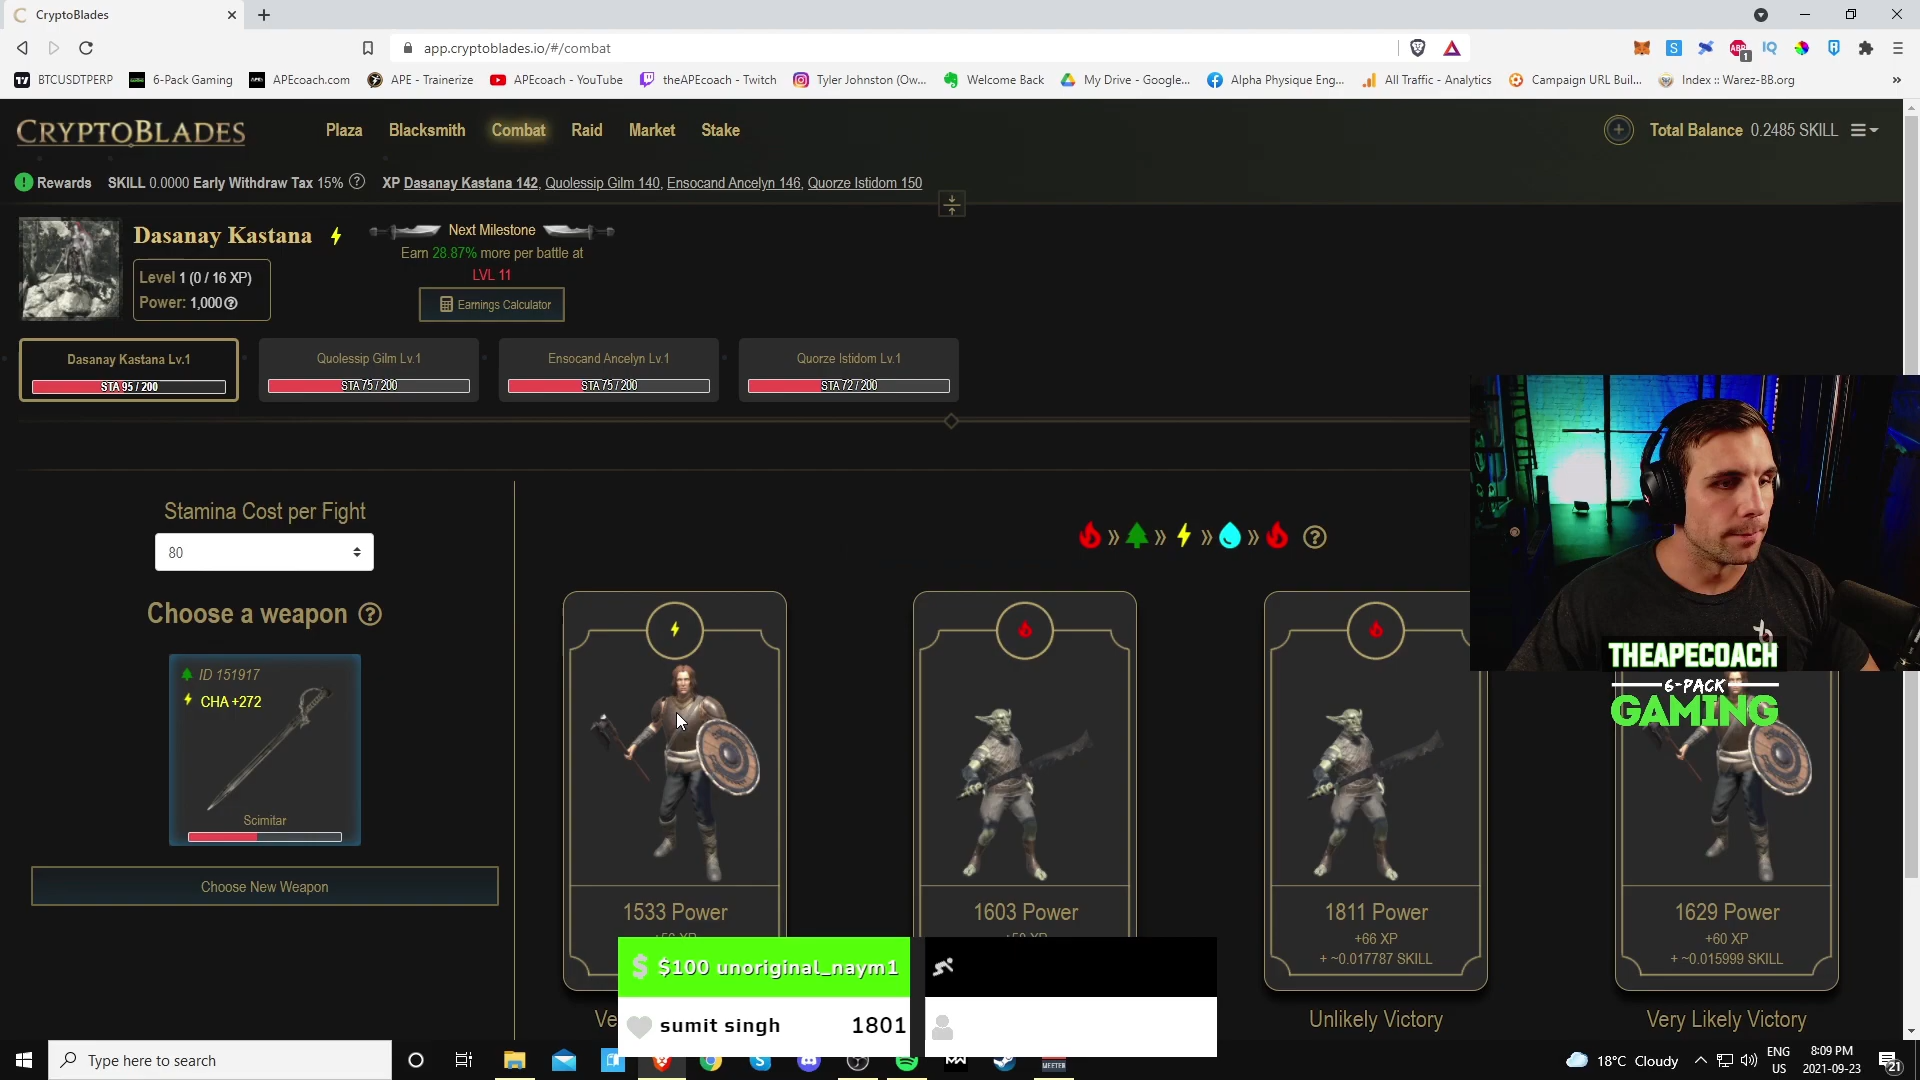 CryptoBlades
app.cryptoblades.io/#/combat
BTCUSDTPERP
6-Pack Gaming
APEcoach.com
APE - Trainerize
APEcoach - YouTube
theAPEcoach - Twitch
Tyler Johnston (Ow...
Welcome Back
My Drive - Google...
Alpha Physique Eng...
All Traffic - Analytics
Campaign URL Buil...
Index :: Warez-BB.org
CRYPTOBLADES
Plaza
Blacksmith
Combat
Raid
Market
Stake
Total Balance 0.2485 SKILL
Rewards SKILL 0.0000 Early Withdraw Tax 15% XP Dasanay Kastana 142, Quolessip Gilm 140, Ensocand Ancelyn 146, Quorze Istidom 150
Dasanay Kastana
Level 1 (0 / 16 XP)
Power: 1,000
Next Milestone
Earn 28.87% more per battle at
LVL 11
Earnings Calculator
Dasanay Kastana Lv.1
STA 95 / 200
Quolessip Gilm Lv.1
STA 75 / 200
Ensocand Ancelyn Lv.1
STA 75 / 200
Quorze Istidom Lv.1
STA 72 / 200
Stamina Cost per Fight
80
Choose a weapon
ID 151917
CHA +272
Scimitar
Choose New Weapon
1533 Power
1603 Power
1811 Power
+66 XP
+ ~0.017787 SKILL
Unlikely Victory
1629 Power
+60 XP
+ ~0.015999 SKILL
Very Likely Victory
THEAPECOACH
6-PACK
GAMING
$100 unoriginal_naym1
sumit singh 1801
Type here to search
18°C Cloudy
ENG
US
8:09 PM
2021-09-23
21